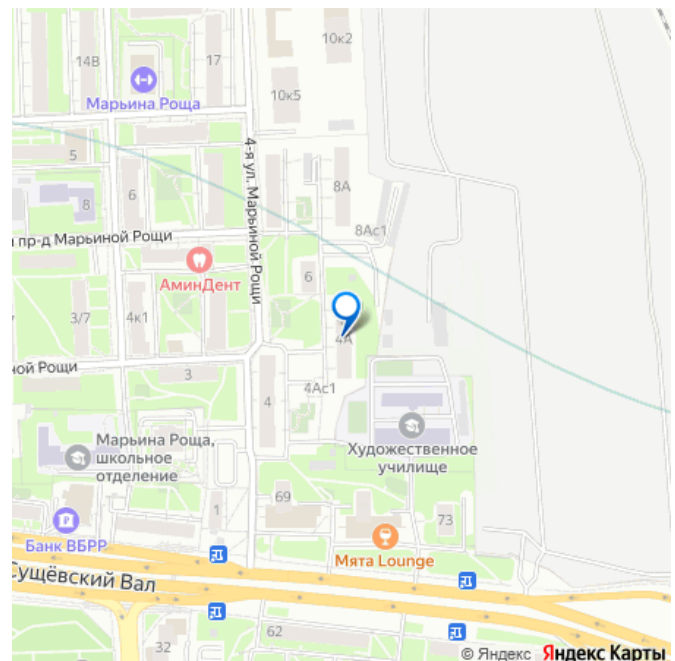 10к2
14В
17
Марьина Роща
10к5
5
4-я ул. Марьиной Рощи
8А
6
8
8Ас1
й пр-д Марьиной Рощи
АминДент
6
3/7
4к1
4А
ной Рощи
3
4
4Ас1
Марьина Роща,
школьное
отделение
Художественное
училище
69
1
73
Банк ВБРР
Мята Lounge
Сущёвский Вал
62
32
© Яндекс Яндекс Карты